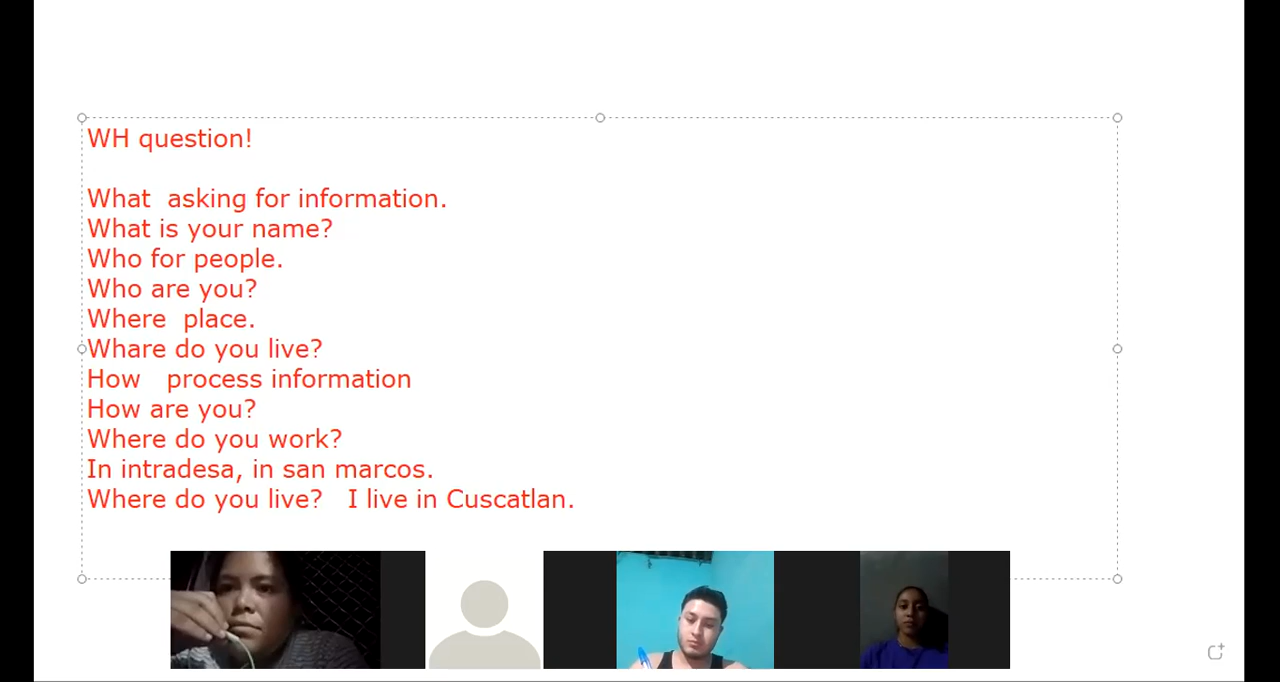 WH question!
What asking for information.
What is your name?
Who for people.
Who are you?
Where place.
Whare do you live?
How process information
How are you?
Where do you work?
In intradesa, in san marcos.
Where do you live? I live in Cuscatlan.